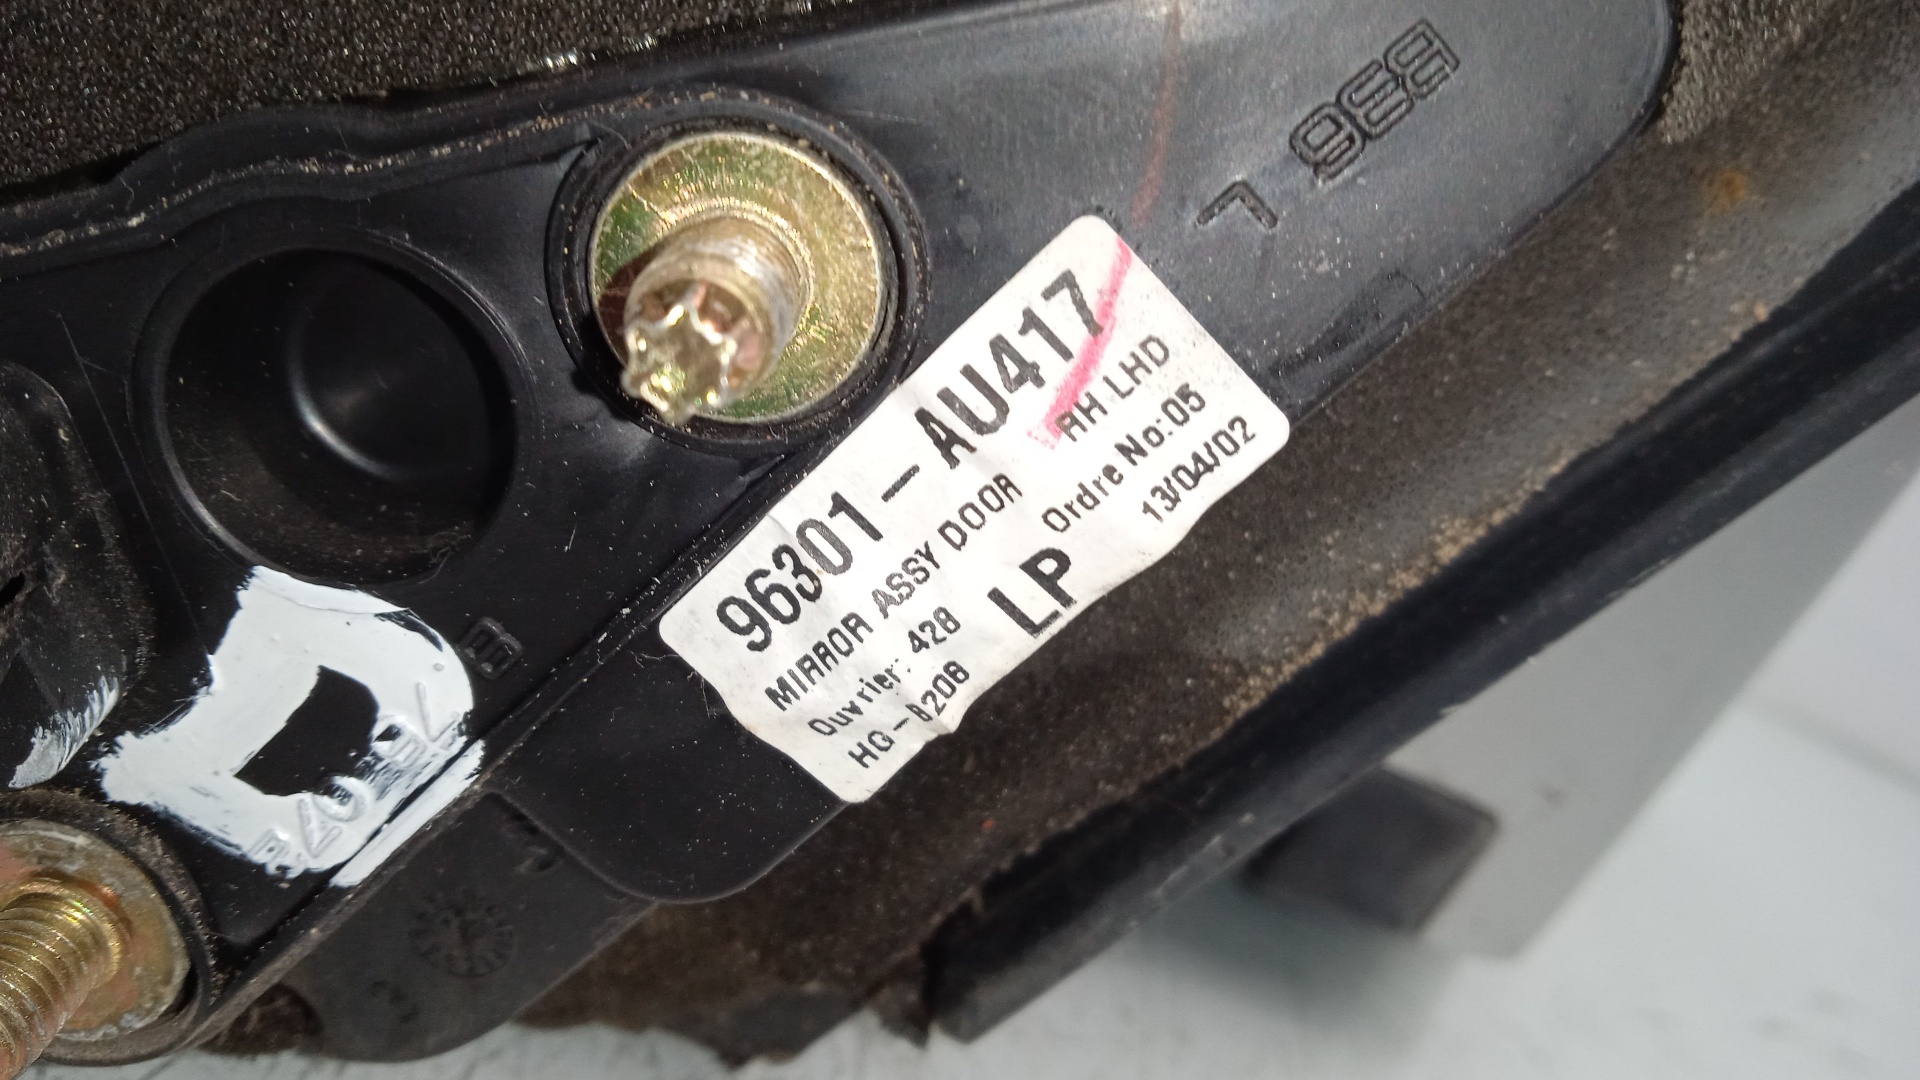 96301-AU417
MIRROR ASSY DOOR RH LHD
Ouvrier: 428 Ordre No:05
HG-8208 LP 13/04/02